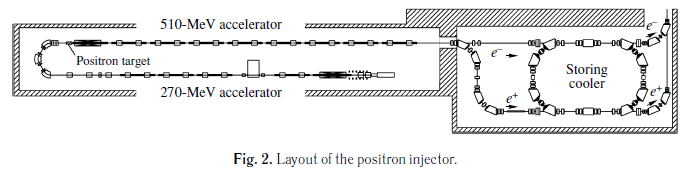 510-MeV accelerator
e⁻
Positron target
e⁻
Storing
cooler
270-MeV accelerator
e⁺
e⁺
Fig. 2. Layout of the positron injector.